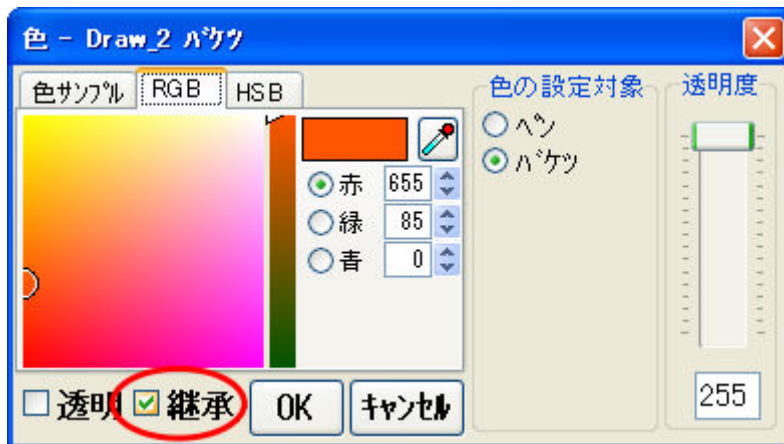 色 - Draw_2 ﾊﾞｹﾂ
色ｻﾝﾌﾟﾙ RGB HSB
赤 655
緑 85
青 0
色の設定対象
ﾍﾟﾝ
ﾊﾞｹﾂ
透明度
255
透明 継承 OK ｷｬﾝｾﾙ